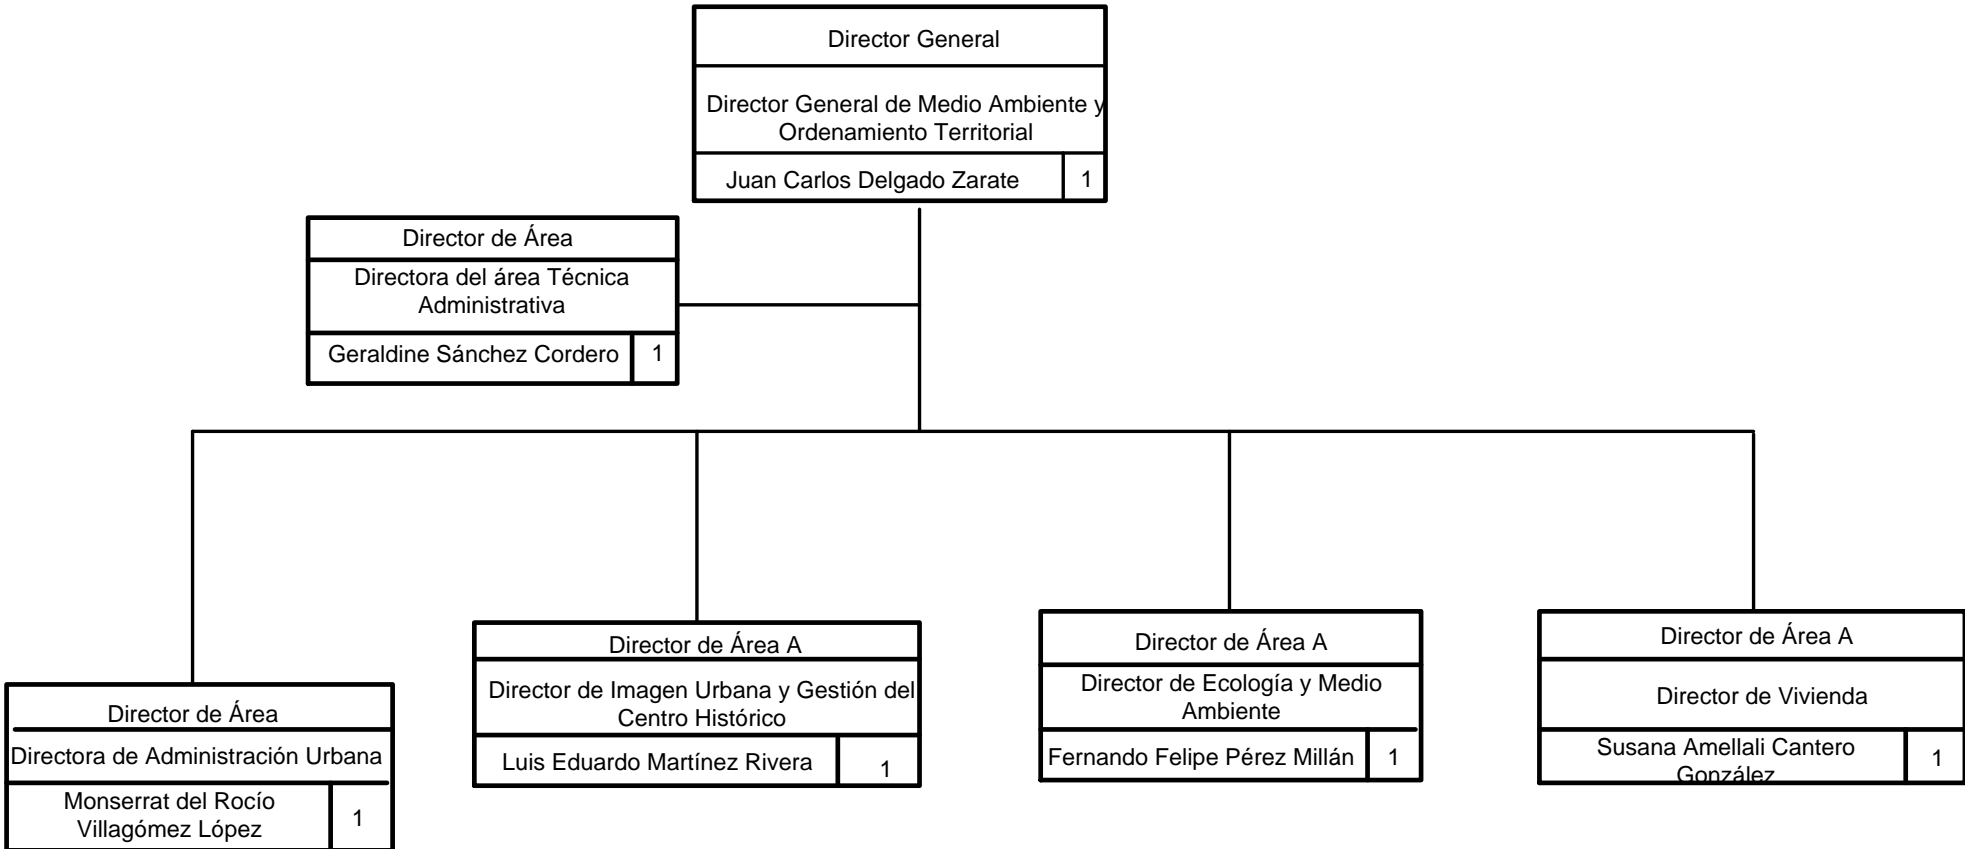 Director General
Director General de Medio Ambiente y
Ordenamiento Territorial
Juan Carlos Delgado Zarate
1
Director de Área
Directora del área Técnica
Administrativa
Geraldine Sánchez Cordero
1
Director de Área
Directora de Administración Urbana
Monserrat del Rocío
Villagómez López
1
Director de Área A
Director de Imagen Urbana y Gestión del
Centro Histórico
Luis Eduardo Martínez Rivera
1
Director de Área A
Director de Ecología y Medio
Ambiente
Fernando Felipe Pérez Millán
1
Director de Área A
Director de Vivienda
Susana Amellali Cantero
González
1